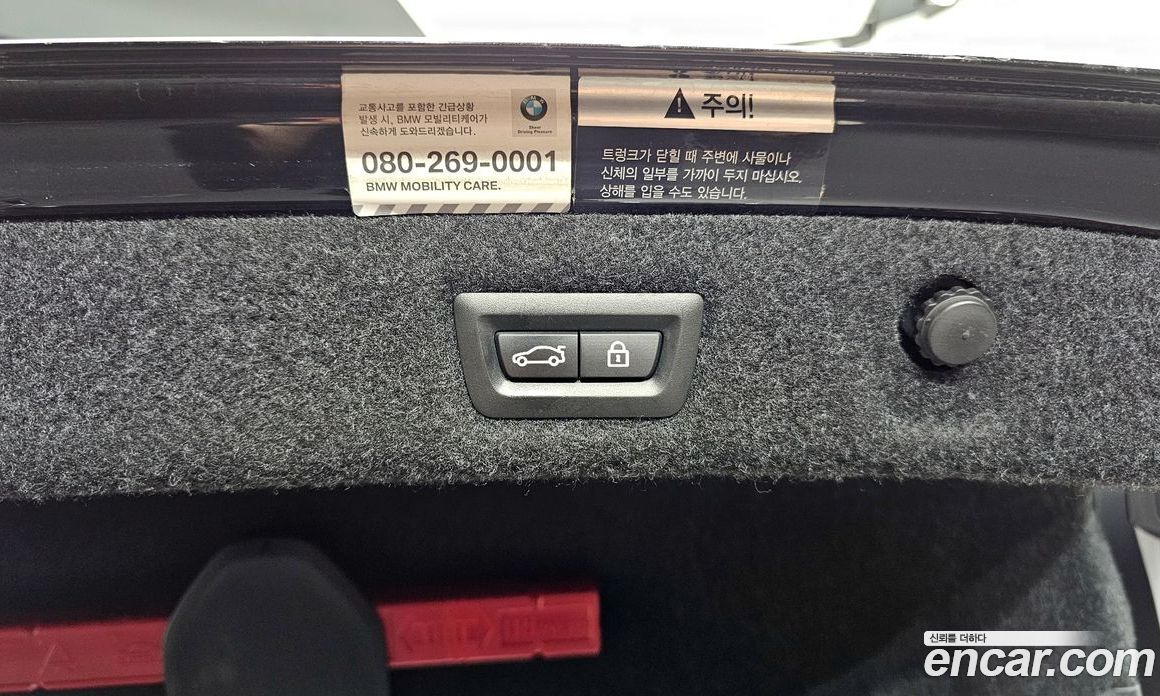 교통사고를 포함한 긴급상황
발생 시, BMW 모빌리티케어가
신속하게 도와드리겠습니다.
BMW
Sheer
Driving Pleasure
080-269-0001
BMW MOBILITY CARE.
주의!
트렁크가 닫힐 때 주변에 사물이나
신체의 일부를 가까이 두지 마십시오.
상해를 입을 수도 있습니다.
신뢰를 더하다
encar.com